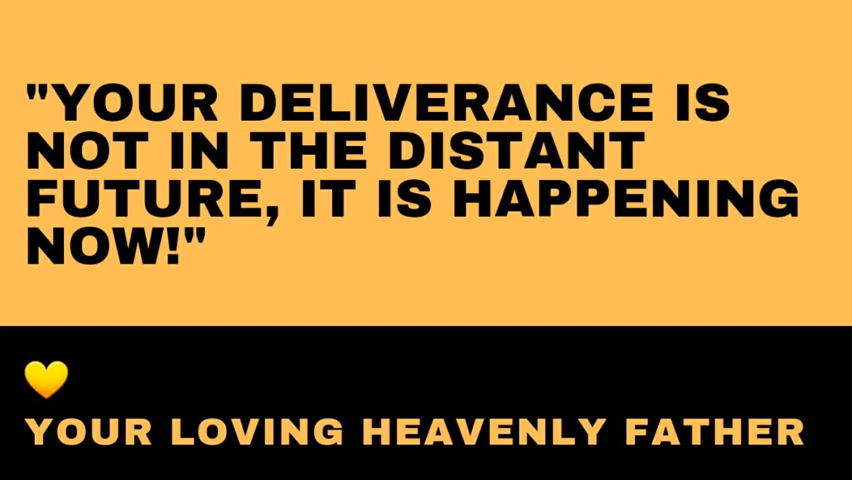 "YOUR DELIVERANCE IS
NOT IN THE DISTANT
FUTURE, IT IS HAPPENING
NOW!"
YOUR LOVING HEAVENLY FATHER